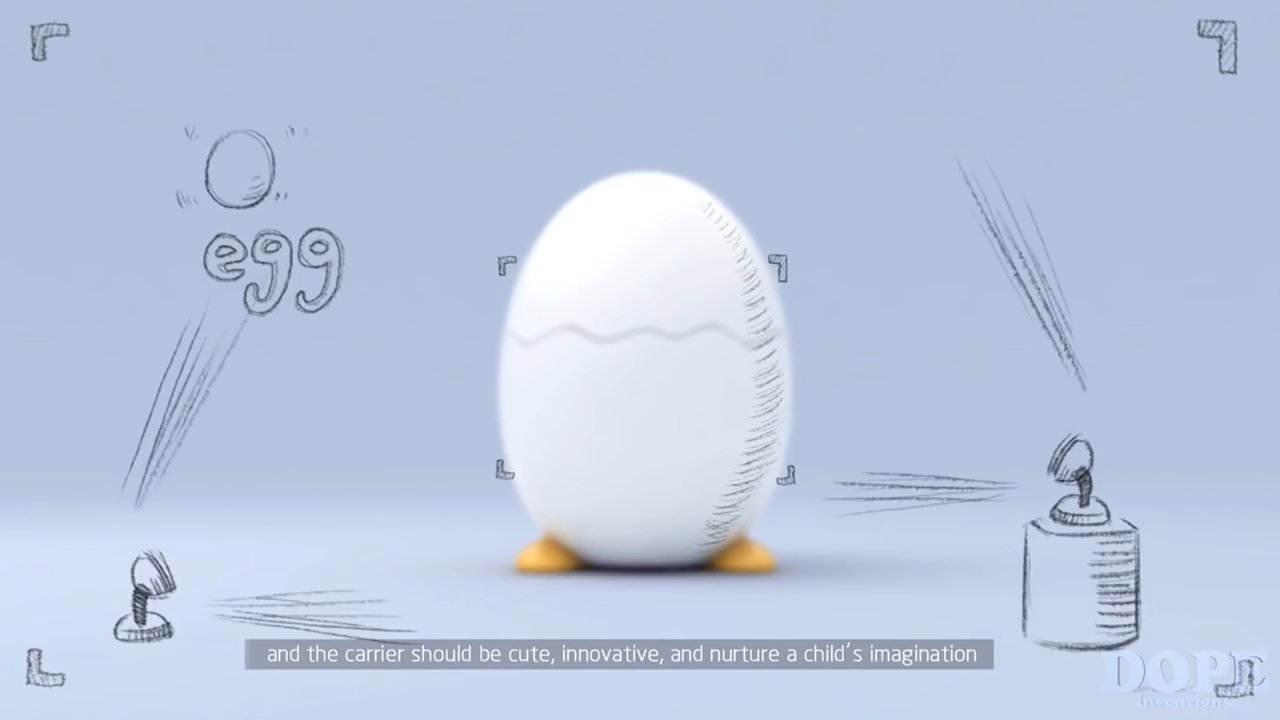 egg
and the carrier should be cute, innovative, and nurture a child's imagination
DOPE
Inventions